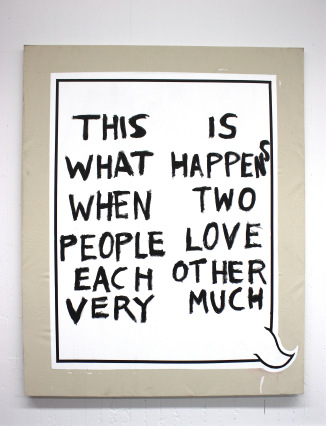 THIS IS
WHAT HAPPENS
WHEN TWO
PEOPLE LOVE
EACH OTHER
VERY MUCH